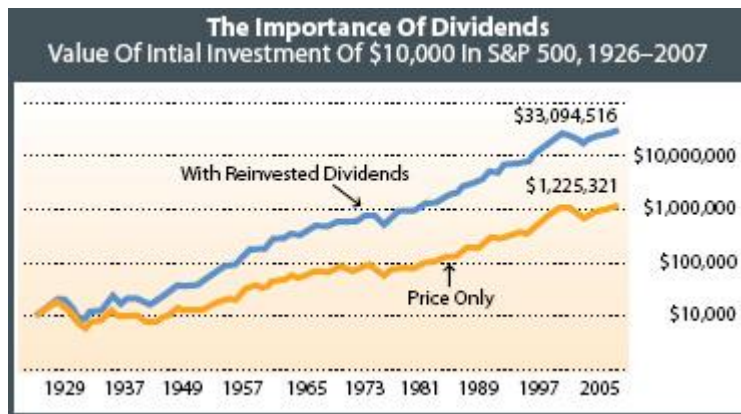 The Importance Of Dividends
Value Of Intial Investment Of $10,000 In S&P 500, 1926–2007
$33,094,516
$10,000,000
With Reinvested Dividends
$1,225,321
$1,000,000
$100,000
Price Only
$10,000
1929 1937 1949 1957 1965 1973 1981 1989 1997 2005